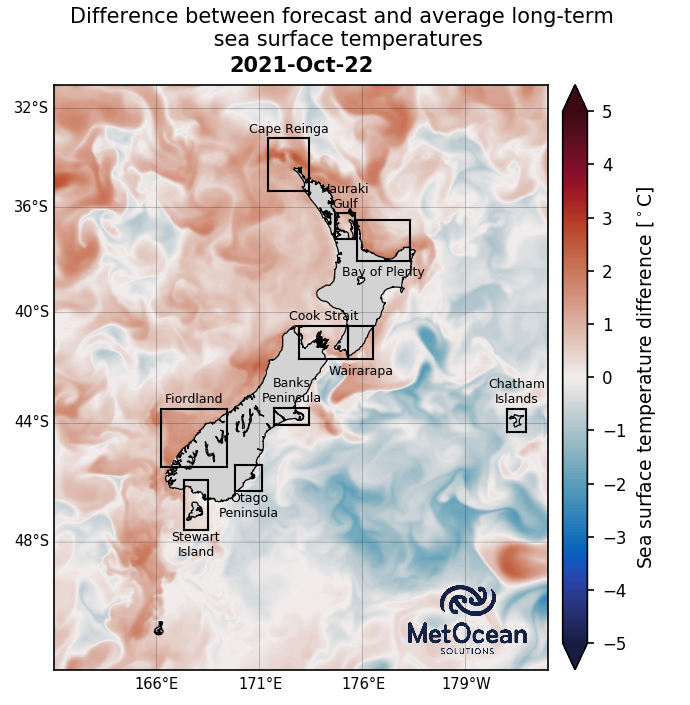 Difference between forecast and average long-term
sea surface temperatures
2021-Oct-22
32°S
36°S
40°S
44°S
48°S
Cape Reinga
Hauraki
Gulf
Bay of Plenty
Cook Strait
Wairarapa
Banks
Peninsula
Fiordland
Chatham
Islands
Otago
Peninsula
Stewart
Island
MetOcean
SOLUTIONS
166°E
171°E
176°E
179°W
5
4
3
2
1
0
−1
−2
−3
−4
−5
Sea surface temperature difference [°C]